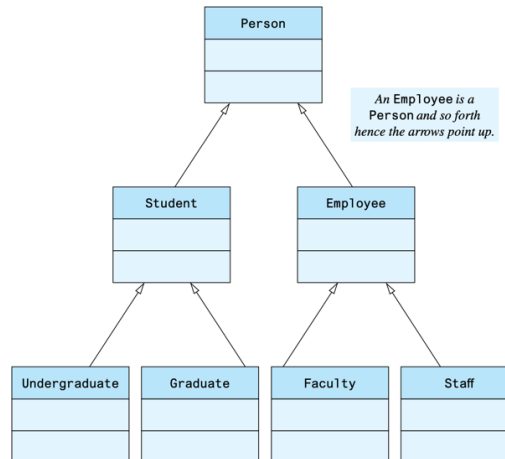 Person
An Employee is a
Person and so forth
hence the arrows point up.
Student
Employee
Undergraduate
Graduate
Faculty
Staff